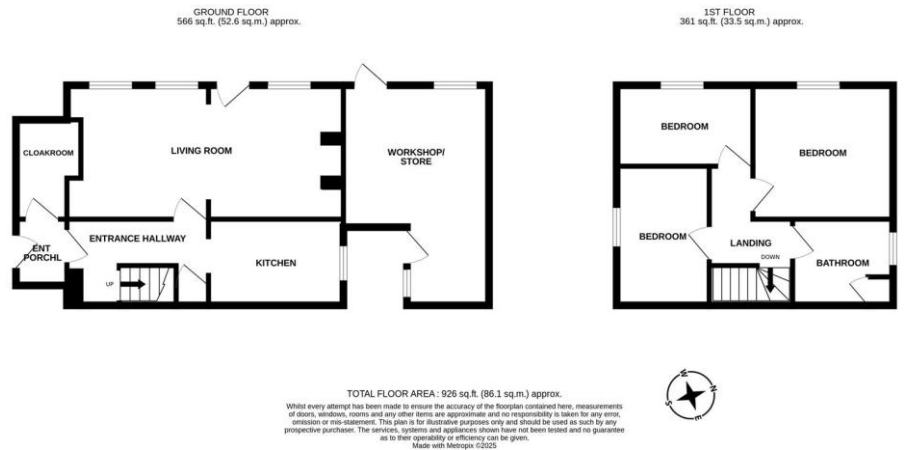 GROUND FLOOR
566 sq.ft. (52.6 sq.m.) approx.
1ST FLOOR
361 sq.ft. (33.5 sq.m.) approx.
CLOAKROOM
LIVING ROOM
WORKSHOP/
STORE
ENT
PORCHL
ENTRANCE HALLWAY
KITCHEN
UP
BEDROOM
BEDROOM
BEDROOM
LANDING
DOWN
BATHROOM
TOTAL FLOOR AREA : 926 sq.ft. (86.1 sq.m.) approx.
Whilst every attempt has been made to ensure the accuracy of the floorplan contained here, measurements
of doors, windows, rooms and any other items are approximate and no responsibility is taken for any error,
omission or mis-statement. This plan is for illustrative purposes only and should be used as such by any
prospective purchaser. The services, systems and appliances shown have not been tested and no guarantee
as to their operability or efficiency can be given.
Made with Metropix ©2025
W
N
S
E